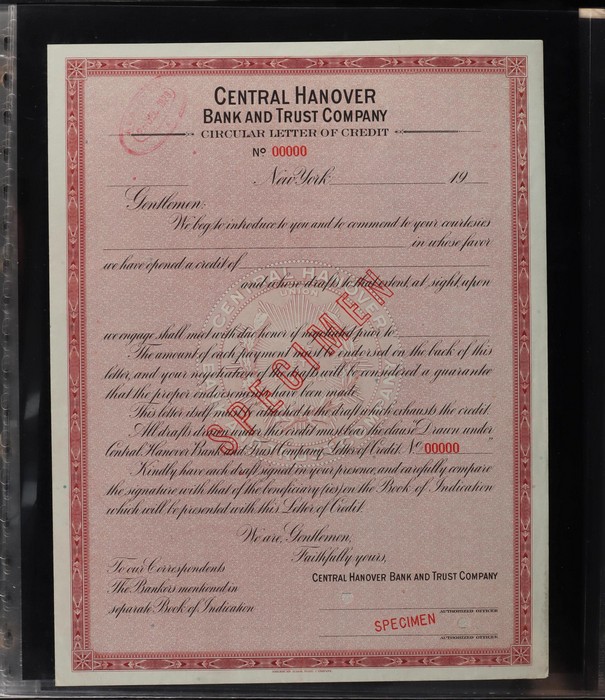 CENTRAL HANOVER
BANK AND TRUST COMPANY
CIRCULAR LETTER OF CREDIT
Nº 00000
New York 19
Gentlemen:
We beg to introduce to you and to commend to your courtesies
in whose favor
we have opened a credit of
and whose drafts to that extent, at sight, upon
we engage shall meet with due honor if negotiated prior to
The amount of each payment must be endorsed on the back of this
letter, and your negotiation of the drafts will be considered a guarantee
that the proper endorsements have been made.
This letter itself must be attached to the draft which exhausts the credit.
All drafts drawn under this credit must bear the clause "Drawn under
Central Hanover Bank and Trust Company Letter of Credit Nº 00000"
Kindly have each draft signed in your presence, and carefully compare
the signature with that of the beneficiary (ies) on the Book of Indication
which will be presented with this Letter of Credit.
SPECIMEN
CENTRAL HANOVER
We are, Gentlemen,
Faithfully yours,
CENTRAL HANOVER BANK AND TRUST COMPANY
To our Correspondents
The Bankers mentioned in
separate Book of Indication
AUTHORIZED OFFICER
SPECIMEN
AUTHORIZED OFFICER